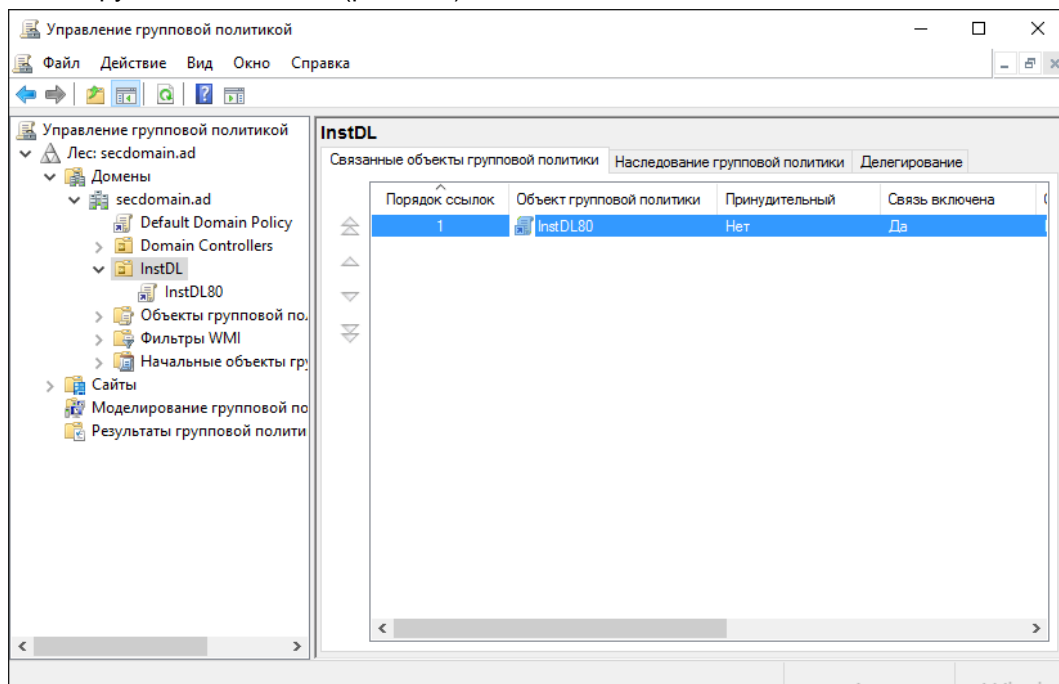 Управление групповой политикой
Файл Действие Вид Окно Справка
Управление групповой политикой
Лес: secdomain.ad
Домены
secdomain.ad
Default Domain Policy
Domain Controllers
InstDL
InstDL80
Объекты групповой по
Фильтры WMI
Начальные объекты гру
Сайты
Моделирование групповой по
Результаты групповой полити
InstDL
Связанные объекты групповой политики Наследование групповой политики Делегирование
Порядок ссылок Объект групповой политики Принудительный Связь включена
1 InstDL80 Нет Да